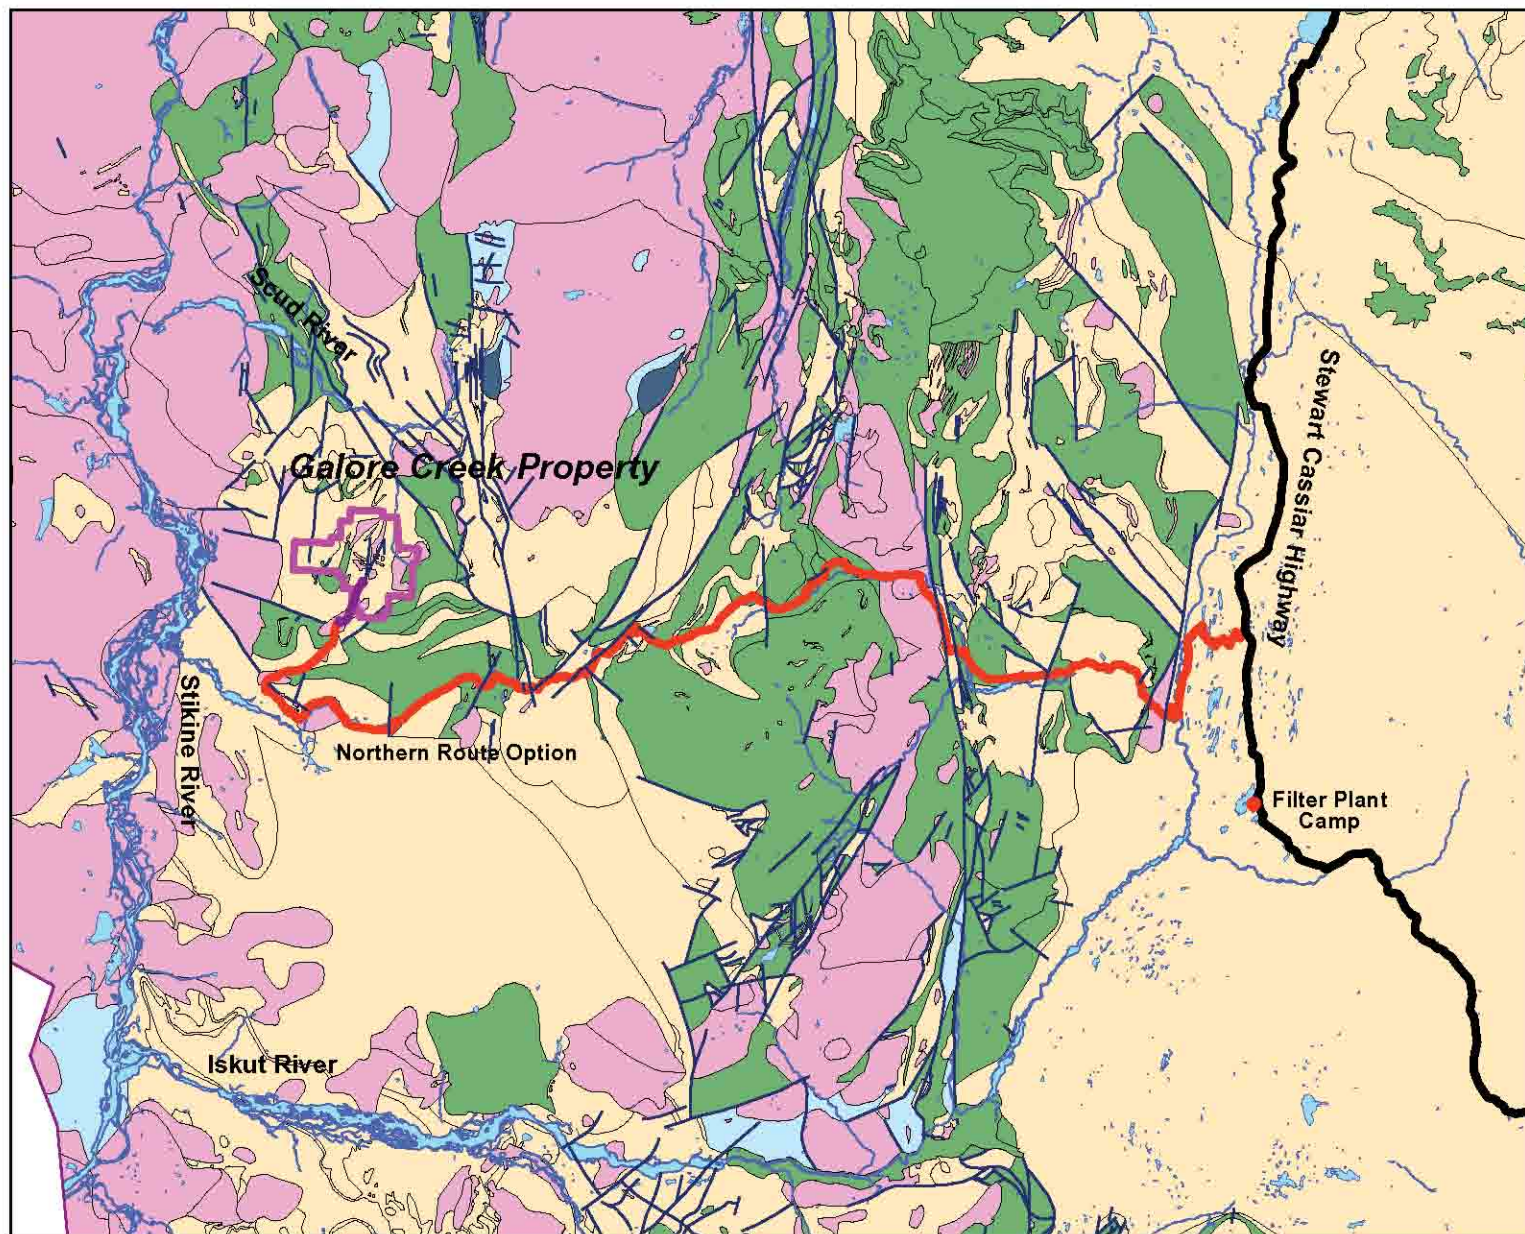 Scud River
Galore Creek Property
Stewart Cassiar Highway
Stikine River
Northern Route Option
Filter Plant
Camp
Iskut River